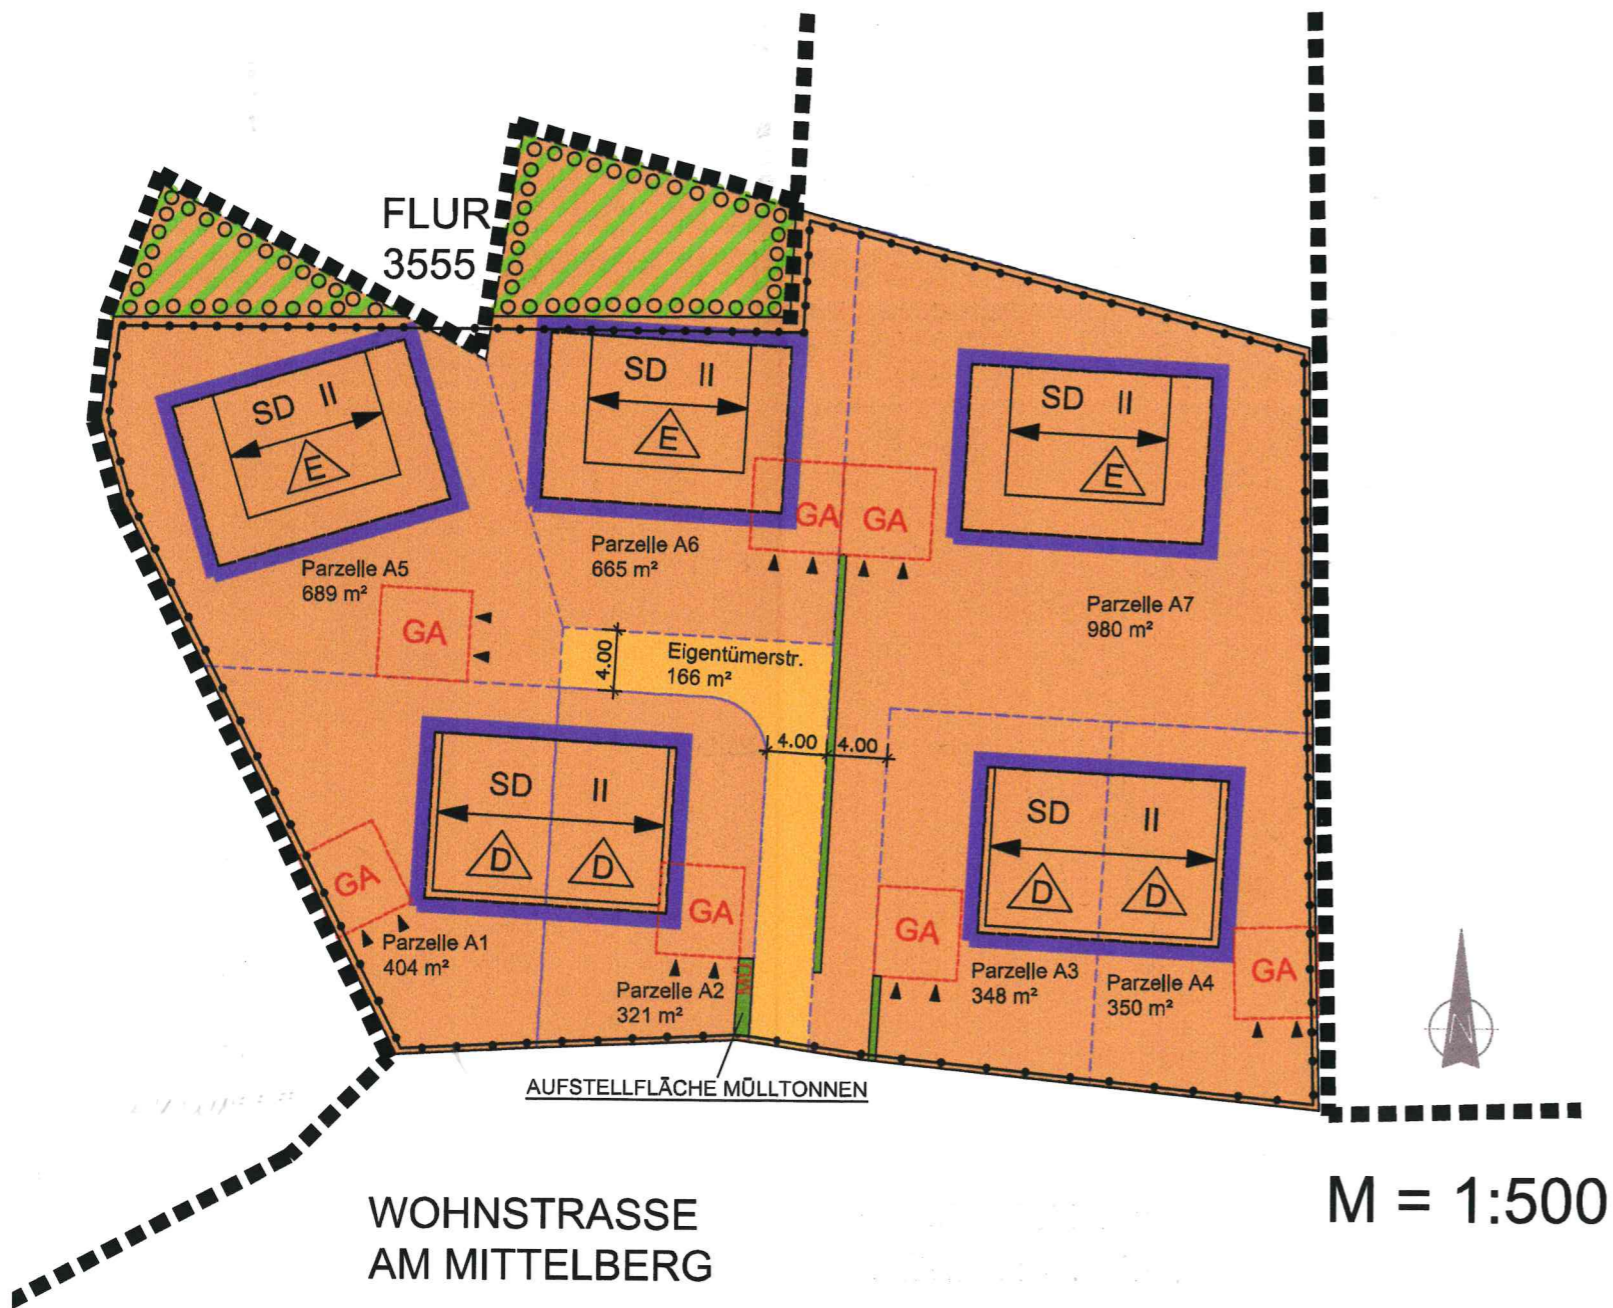 FLUR
3555
SD II
E
SD II
E
SD II
E
GA GA
Parzelle A6
665 m²
Parzelle A5
689 m²
GA
Parzelle A7
980 m²
4.00
Eigentümerstr.
166 m²
4.00 4.00
SD II
D D
SD II
D D
GA
GA
GA
GA
Parzelle A1
404 m²
Parzelle A2
321 m²
Parzelle A3
348 m²
Parzelle A4
350 m²
N
AUFSTELLFLÄCHE MÜLLTONNEN
M = 1:500
WOHNSTRASSE
AM MITTELBERG